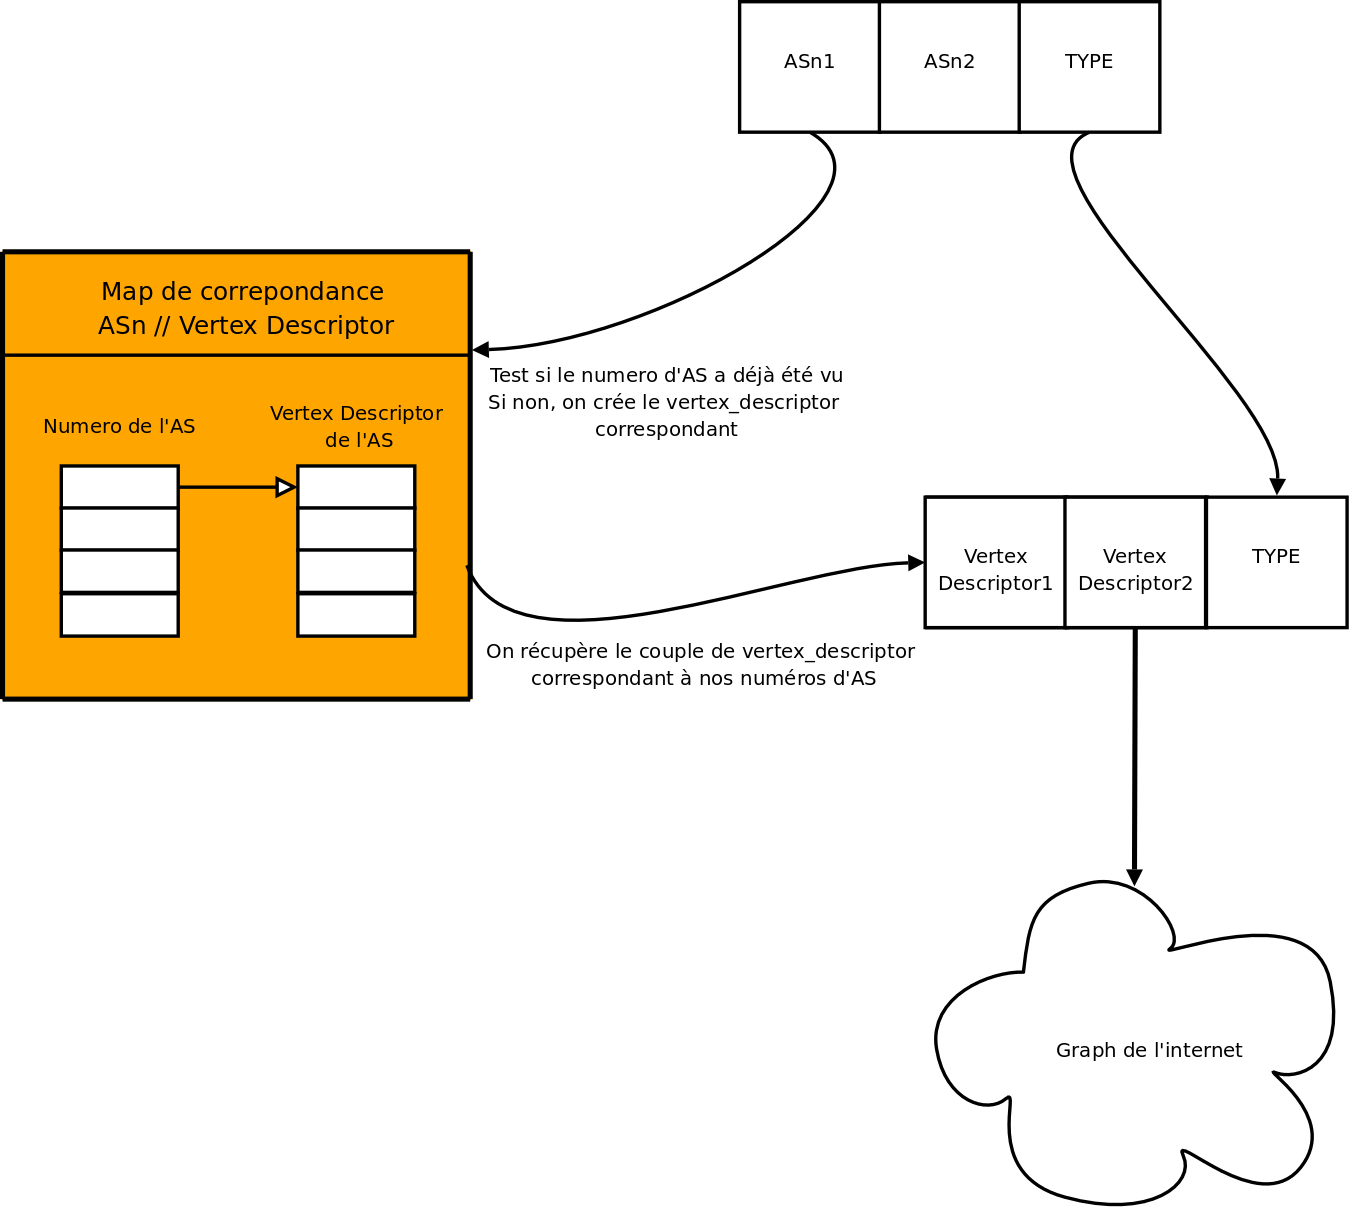 ASn1
ASn2
TYPE
Map de correpondance
ASn // Vertex Descriptor
Test si le numero d'AS a déjà été vu
Si non, on crée le vertex_descriptor
correspondant
Numero de l'AS
Vertex Descriptor
de l'AS
Vertex
Descriptor1
Vertex
Descriptor2
TYPE
On récupère le couple de vertex_descriptor
correspondant à nos numéros d'AS
Graph de l'internet